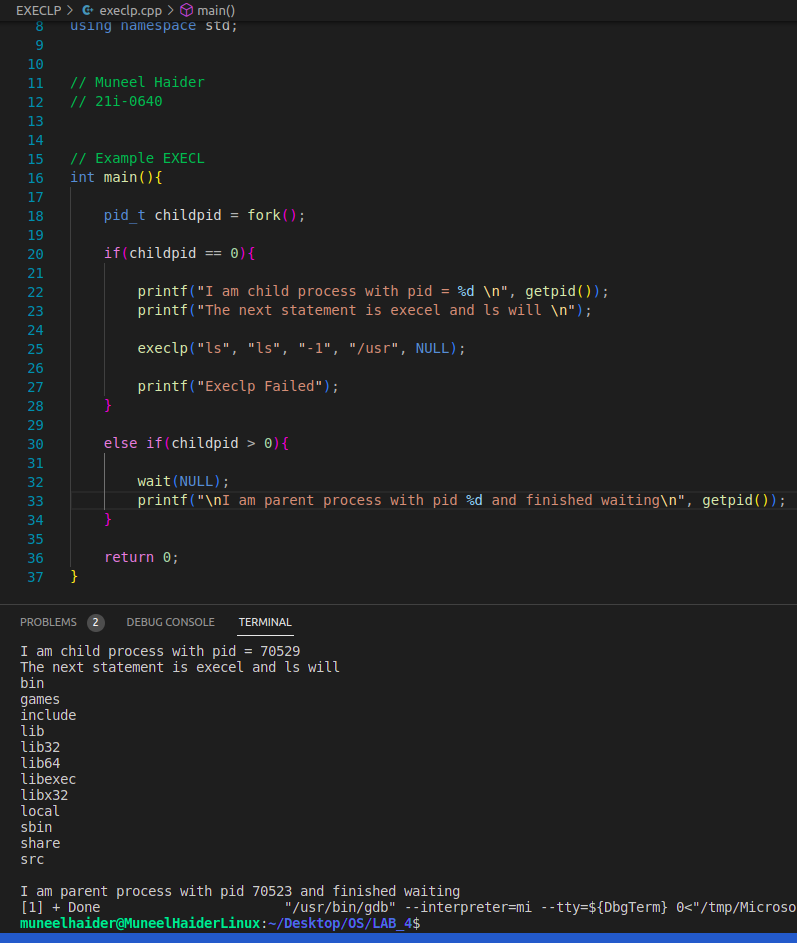 EXECLP > execlp.cpp > main()
8 using namespace std;
9
10
11 // Muneel Haider
12 // 21i-0640
13
14
15 // Example EXECL
16 int main(){
17
18 pid_t childpid = fork();
19
20 if(childpid == 0){
21
22 printf("I am child process with pid = %d \n", getpid());
23 printf("The next statement is execel and ls will \n");
24
25 execlp("ls", "ls", "-1", "/usr", NULL);
26
27 printf("Execlp Failed");
28 }
29
30 else if(childpid > 0){
31
32 wait(NULL);
33 printf("\nI am parent process with pid %d and finished waiting\n", getpid());
34 }
35
36 return 0;
37 }
PROBLEMS 2 DEBUG CONSOLE TERMINAL
I am child process with pid = 70529
The next statement is execel and ls will
bin
games
include
lib
lib32
lib64
libexec
libx32
local
sbin
share
src
I am parent process with pid 70523 and finished waiting
[1] + Done "/usr/bin/gdb" --interpreter=mi --tty=${DbgTerm} 0<"/tmp/Microso
muneelhaider@MuneelHaiderLinux:~/Desktop/OS/LAB_4$